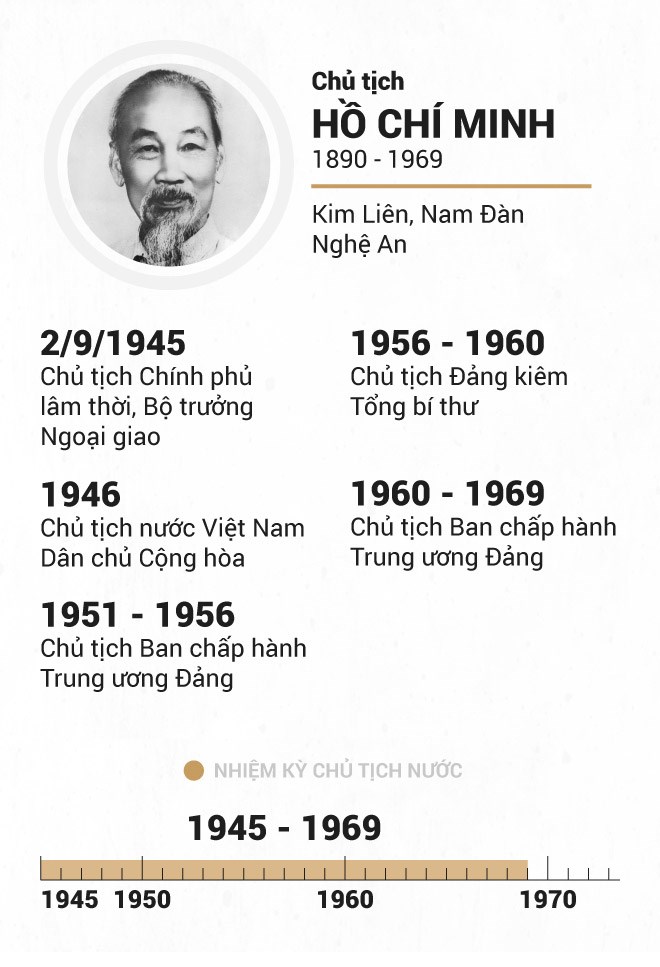 Chủ tịch
HỒ CHÍ MINH
1890 - 1969
Kim Liên, Nam Đàn
Nghệ An
2/9/1945
Chủ tịch Chính phủ
lâm thời, Bộ trưởng
Ngoại giao
1946
Chủ tịch nước Việt Nam
Dân chủ Cộng hòa
1951 - 1956
Chủ tịch Ban chấp hành
Trung ương Đảng
1956 - 1960
Chủ tịch Đảng kiêm
Tổng bí thư
1960 - 1969
Chủ tịch Ban chấp hành
Trung ương Đảng
NHIỆM KỲ CHỦ TỊCH NƯỚC
1945 - 1969
1945 1950 1960 1970